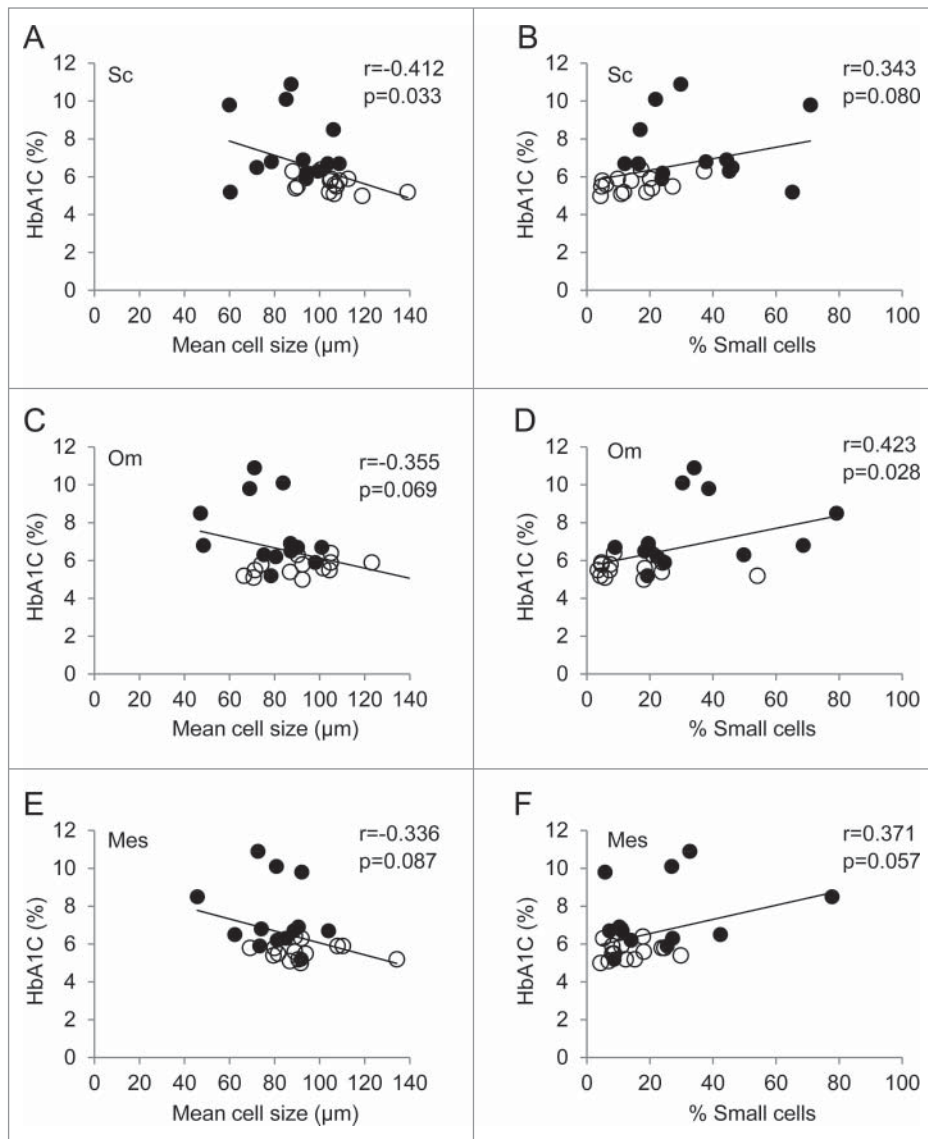 A
Sc
r=-0.412
p=0.033
HbA1C (%)
12
10
8
6
4
2
0
0 20 40 60 80 100 120 140
Mean cell size (µm)
B
Sc
r=0.343
p=0.080
HbA1C (%)
12
10
8
6
4
2
0
0 20 40 60 80 100
% Small cells
C
Om
r=-0.355
p=0.069
HbA1C (%)
12
10
8
6
4
2
0
0 20 40 60 80 100 120 140
Mean cell size (µm)
D
Om
r=0.423
p=0.028
HbA1C (%)
12
10
8
6
4
2
0
0 20 40 60 80 100
% Small cells
E
Mes
r=-0.336
p=0.087
HbA1C (%)
12
10
8
6
4
2
0
0 20 40 60 80 100 120 140
Mean cell size (µm)
F
Mes
r=0.371
p=0.057
HbA1C (%)
12
10
8
6
4
2
0
0 20 40 60 80 100
% Small cells